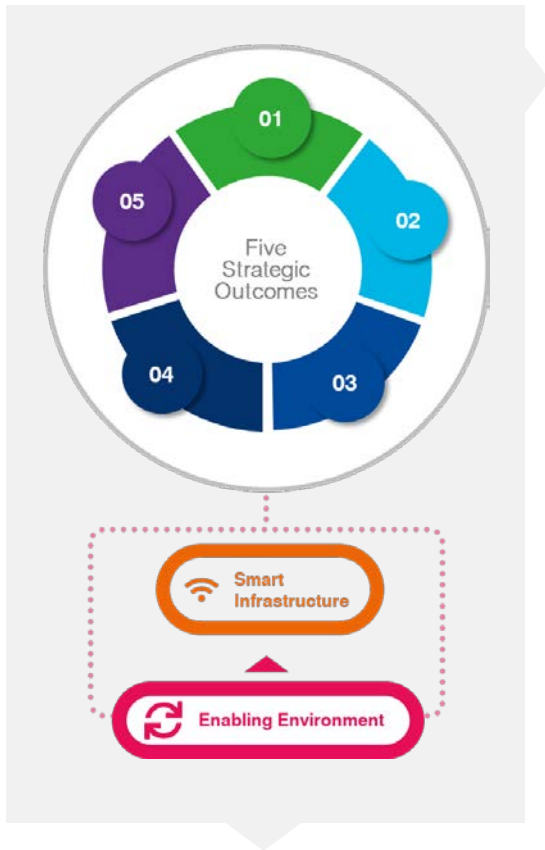 01
02
03
04
05
Five
Strategic
Outcomes
Smart
Infrastructure
Enabling Environment